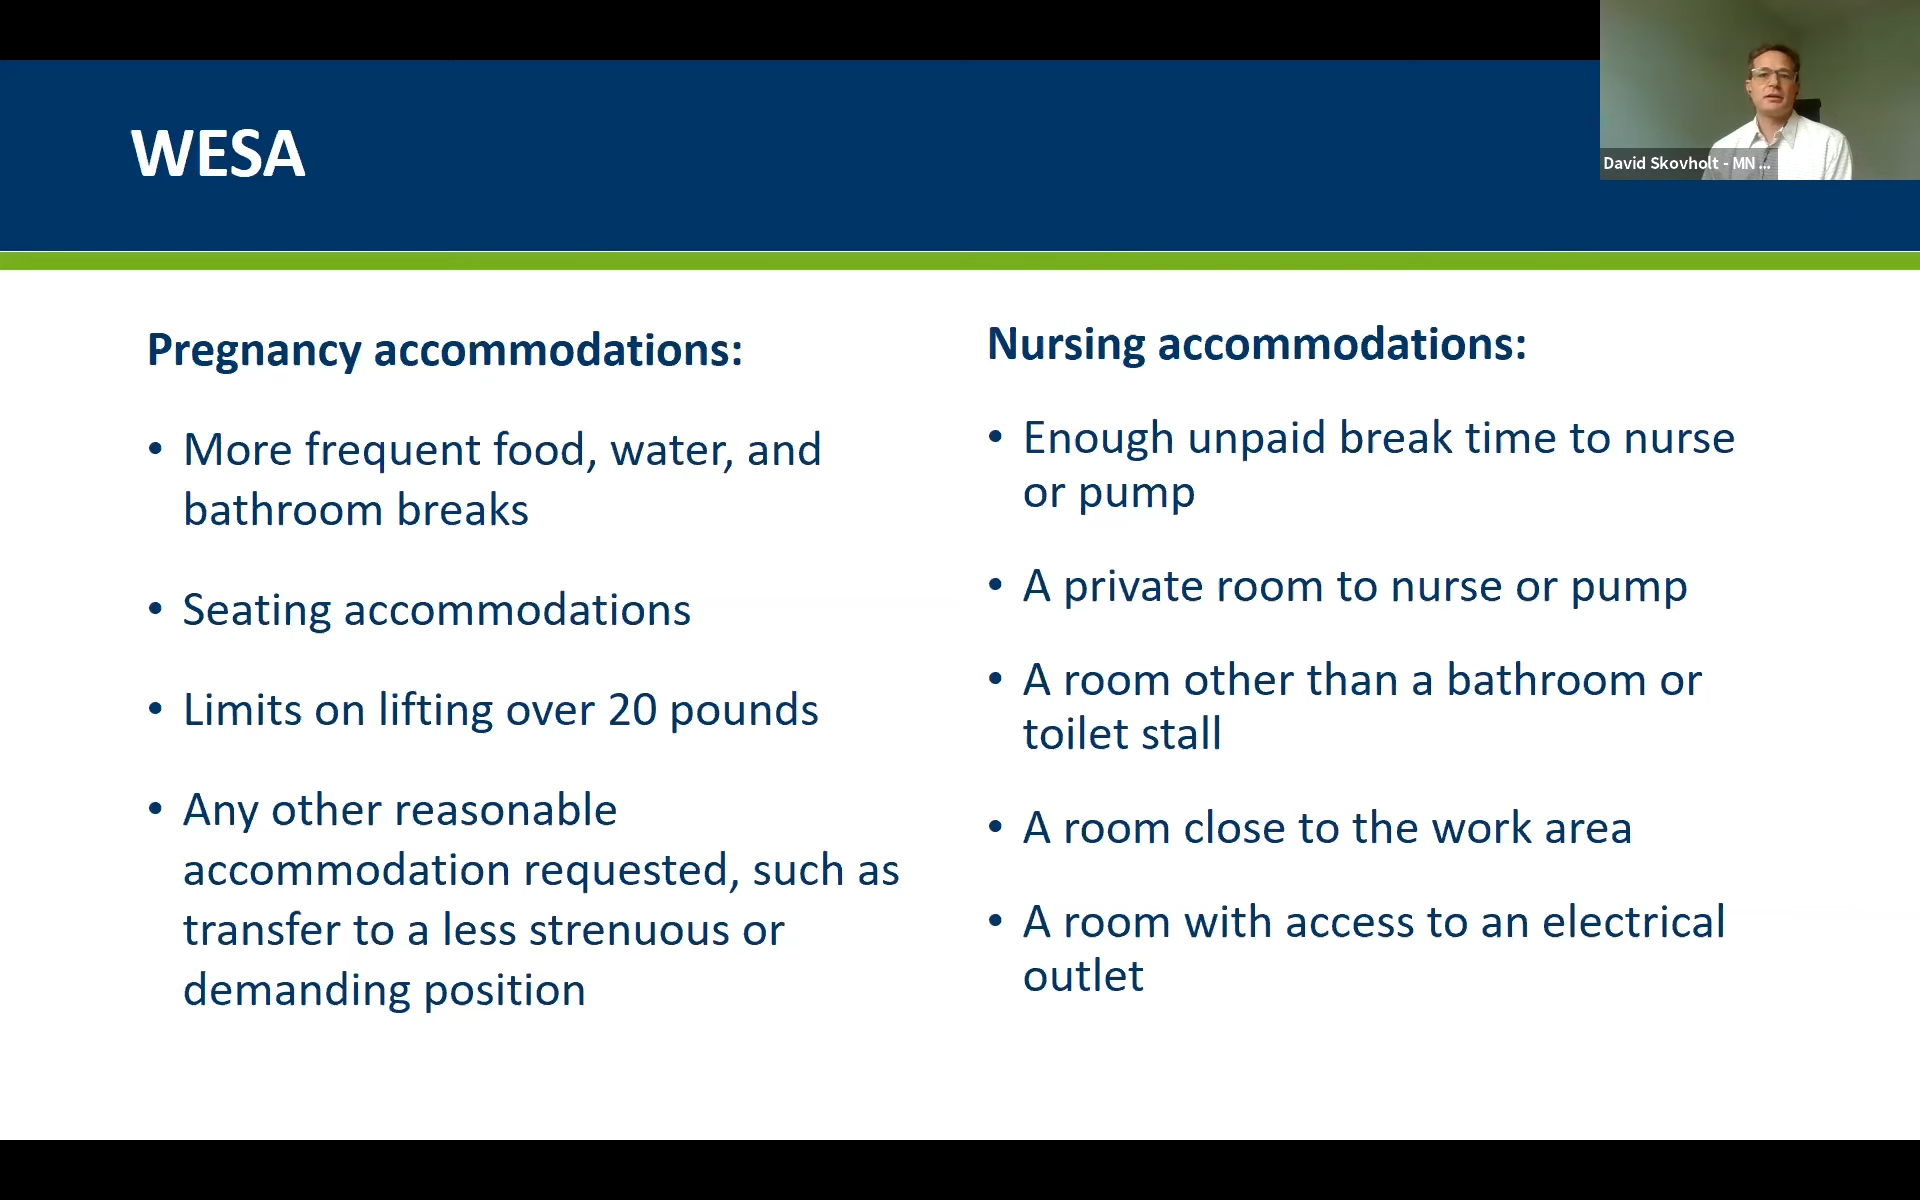 WESA
David Skovholt - MN ...
Pregnancy accommodations:
• More frequent food, water, and
bathroom breaks
• Seating accommodations
• Limits on lifting over 20 pounds
• Any other reasonable
accommodation requested, such as
transfer to a less strenuous or
demanding position
Nursing accommodations:
• Enough unpaid break time to nurse
or pump
• A private room to nurse or pump
• A room other than a bathroom or
toilet stall
• A room close to the work area
• A room with access to an electrical
outlet